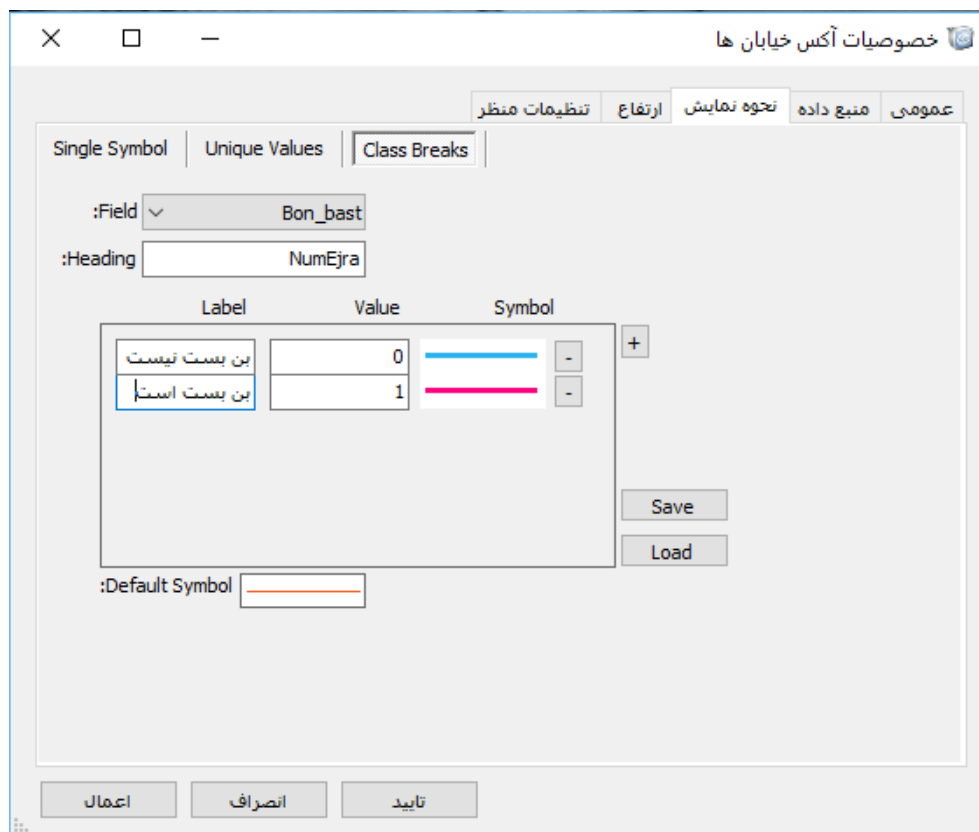 خصوصیات آکس خیابان ها
عمومی منبع داده نحوه نمایش ارتفاع تنظیمات منظر
Single Symbol Unique Values Class Breaks
:Field Bon_bast
:Heading NumEjra
Label Value Symbol
بن بست نیست 0 - +
بن بست است 1 -
Save
Load
:Default Symbol
اعمال انصراف تایید